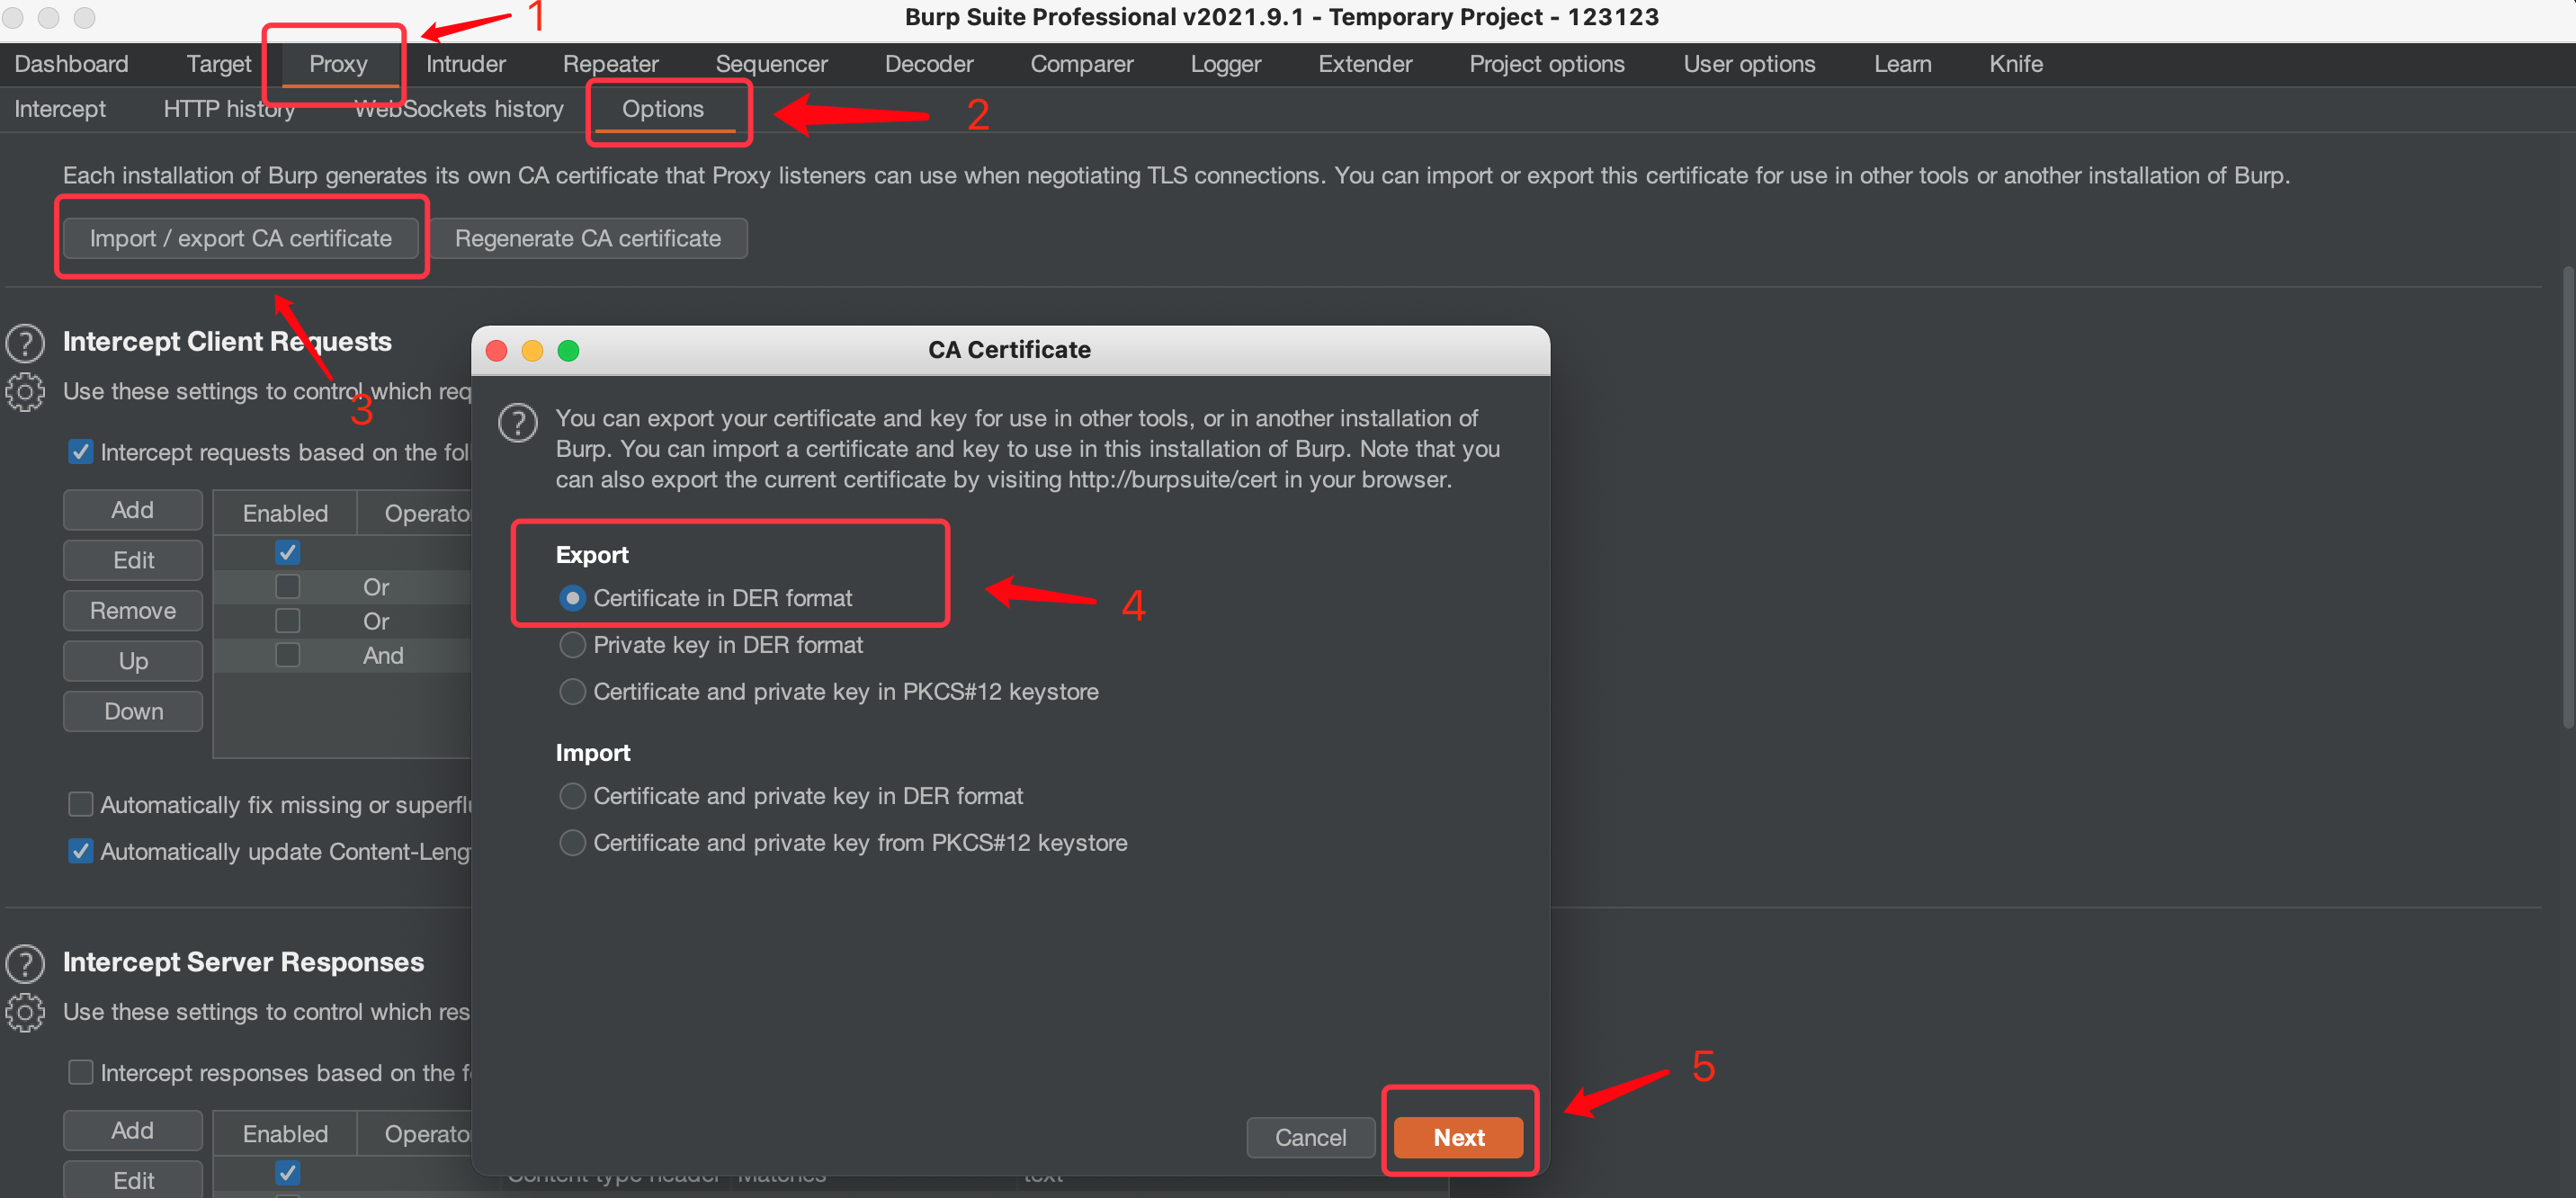 Burp Suite Professional v2021.9.1 - Temporary Project - 123123
1
Dashboard Target Proxy Intruder Repeater Sequencer Decoder Comparer Logger Extender Project options User options Learn Knife
Intercept HTTP history WebSockets history Options
2
Each installation of Burp generates its own CA certificate that Proxy listeners can use when negotiating TLS connections. You can import or export this certificate for use in other tools or another installation of Burp.
Import / export CA certificate Regenerate CA certificate
3
Intercept Client Requests
Use these settings to control which req
Intercept requests based on the fol
Add
Edit
Remove
Up
Down
Enabled Operato
Or
Or
And
Automatically fix missing or superfl
Automatically update Content-Leng
Intercept Server Responses
Use these settings to control which res
Intercept responses based on the f
Add
Edit
Enabled Operato
Content type header Matches text
CA Certificate
You can export your certificate and key for use in other tools, or in another installation of
Burp. You can import a certificate and key to use in this installation of Burp. Note that you
can also export the current certificate by visiting http://burpsuite/cert in your browser.
Export
Certificate in DER format
4
Private key in DER format
Certificate and private key in PKCS#12 keystore
Import
Certificate and private key in DER format
Certificate and private key from PKCS#12 keystore
Cancel Next
5